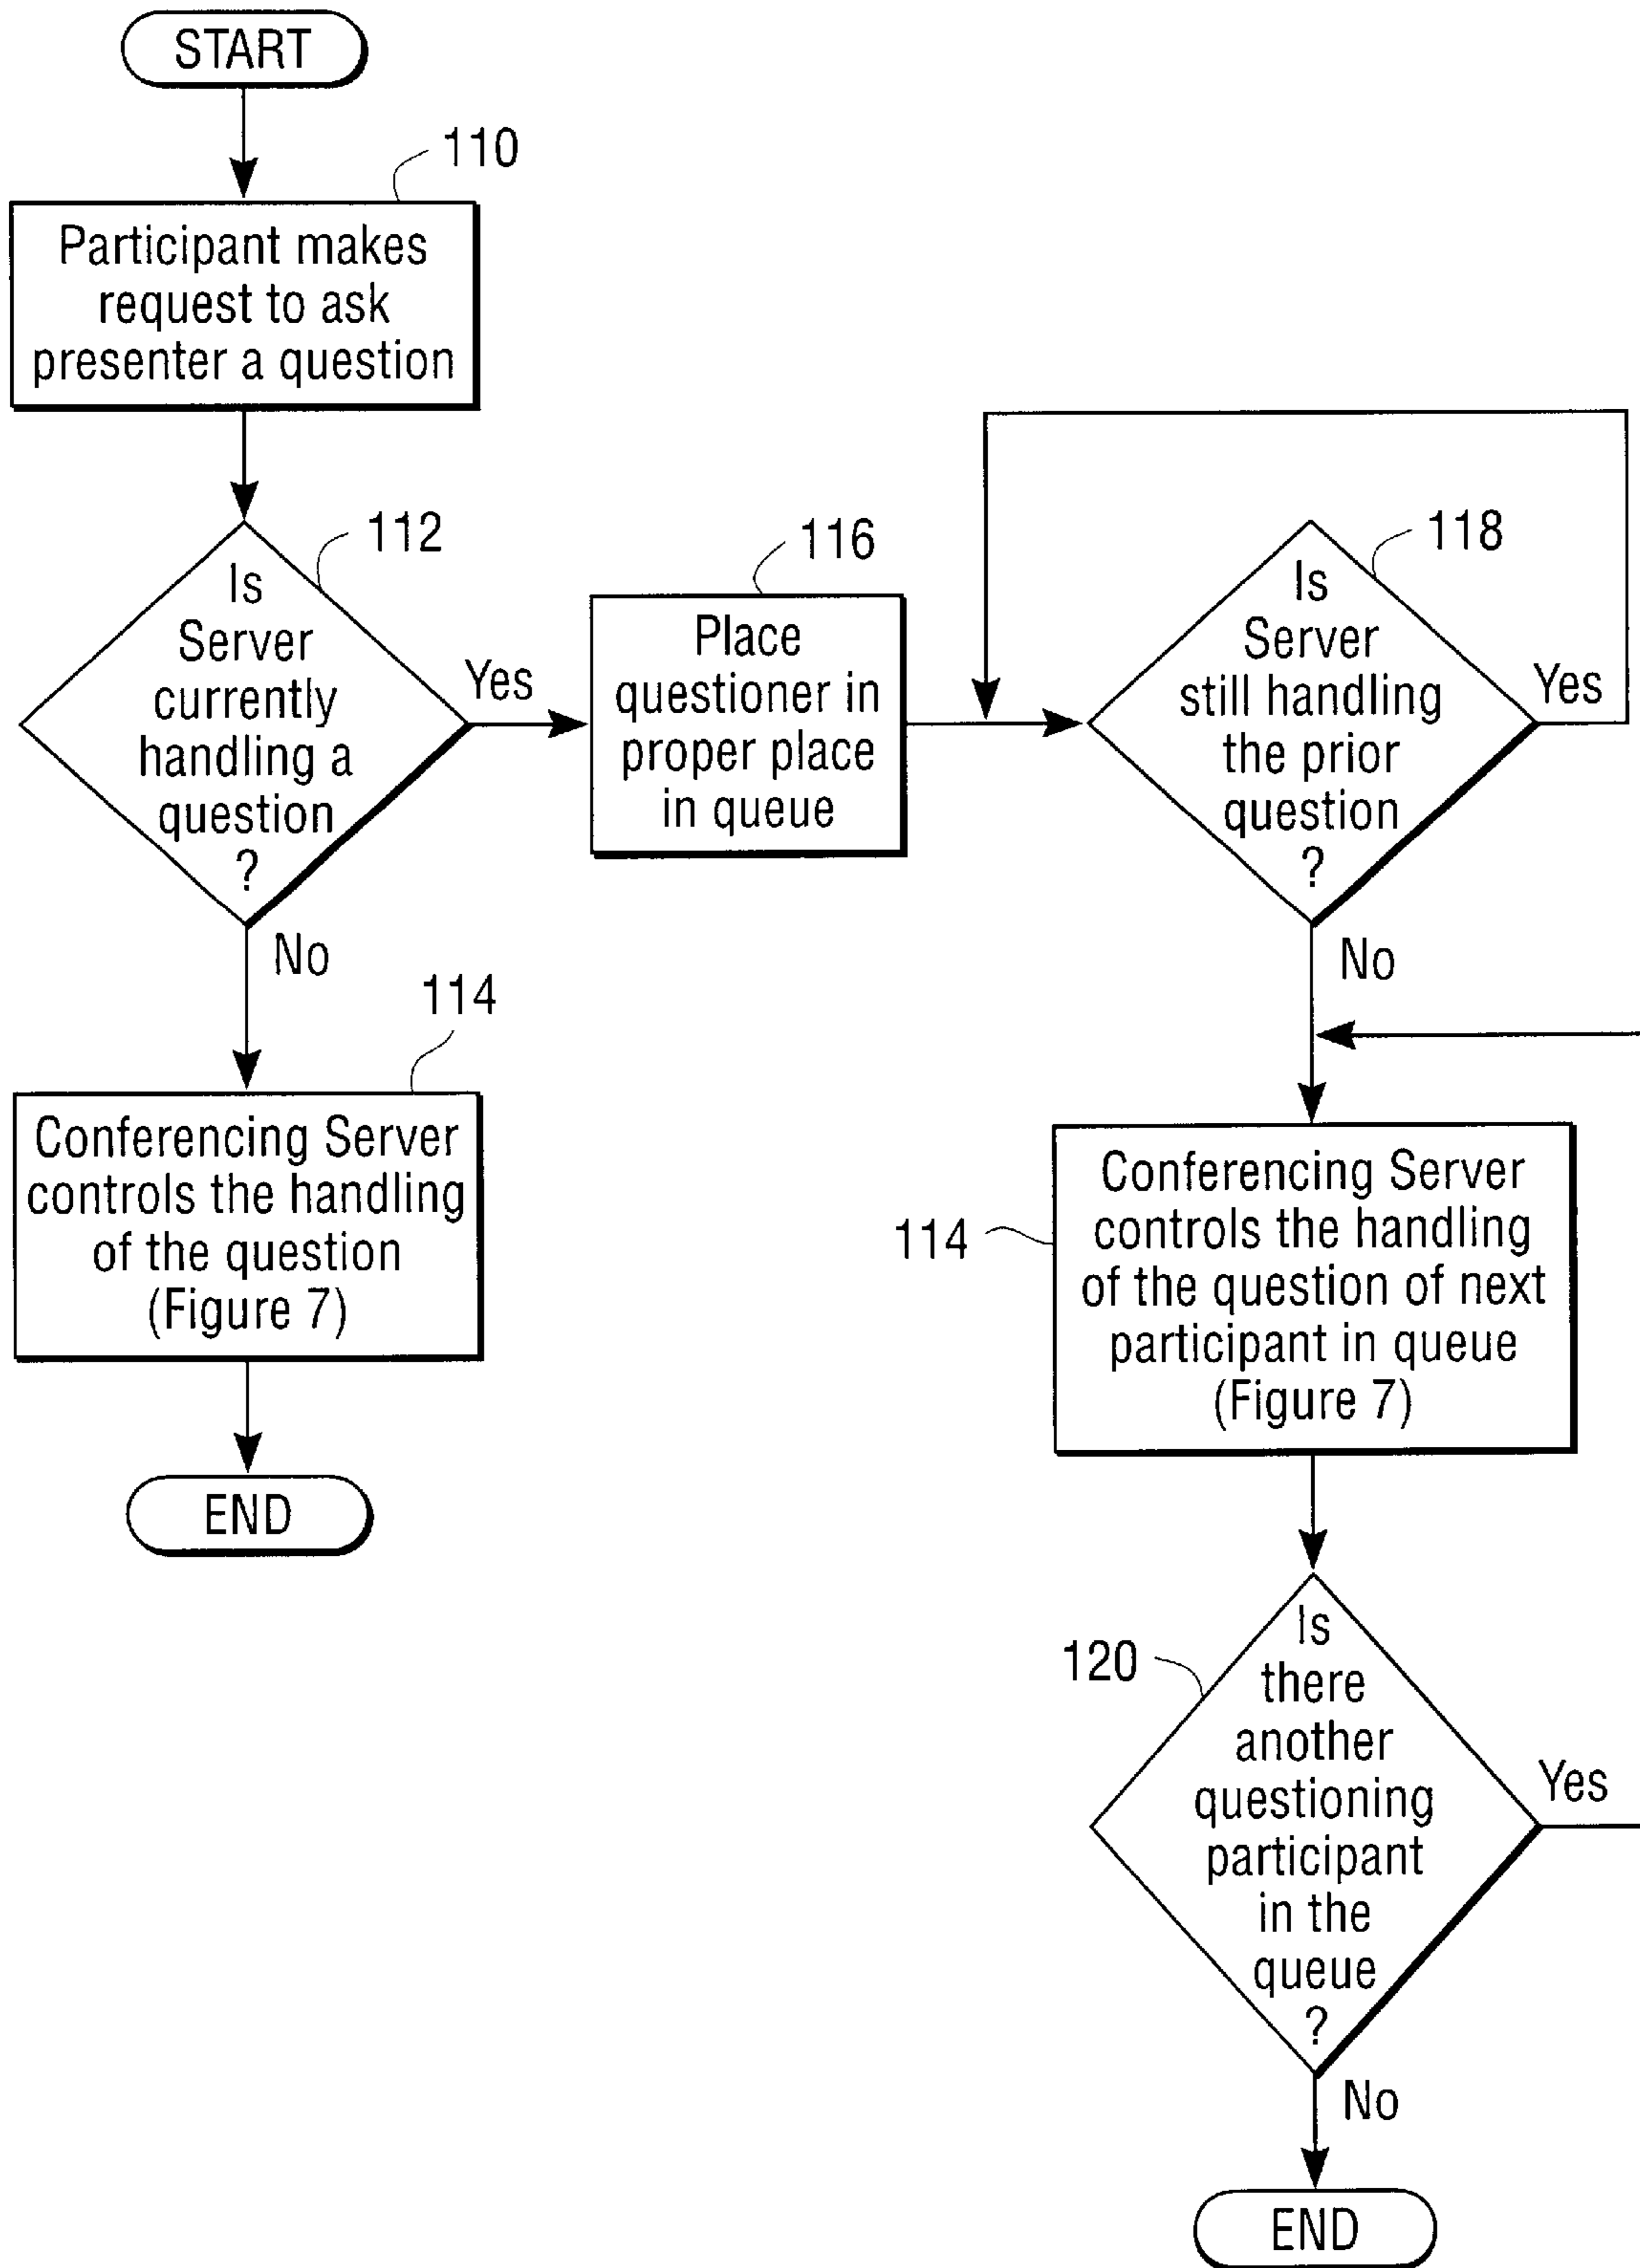 START
110
Participant makes
request to ask
presenter a question
112
Is
Server
currently
handling a
question
?
Yes
No
114
Conferencing Server
controls the handling
of the question
(Figure 7)
END
116
Place
questioner in
proper place
in queue
118
Is
Server
still handling
the prior
question
?
Yes
No
114
Conferencing Server
controls the handling
of the question of next
participant in queue
(Figure 7)
120
Is
there
another
questioning
participant
in the
queue
?
Yes
No
END